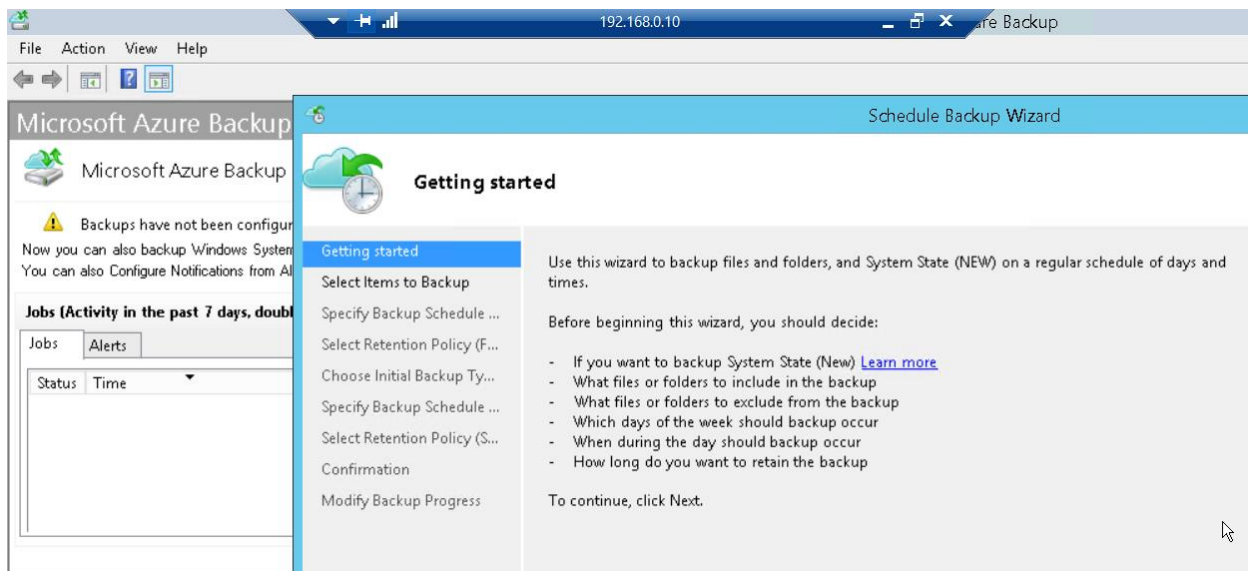 192.168.0.10
re Backup
File Action View Help
Microsoft Azure Backup
Schedule Backup Wizard
Microsoft Azure Backup
Getting started
Backups have not been configur
Now you can also backup Windows System
You can also Configure Notifications from Al
Jobs (Activity in the past 7 days, doubl
Jobs Alerts
Status Time
Getting started
Select Items to Backup
Specify Backup Schedule ...
Select Retention Policy (F...
Choose Initial Backup Ty...
Specify Backup Schedule ...
Select Retention Policy (S...
Confirmation
Modify Backup Progress
Use this wizard to backup files and folders, and System State (NEW) on a regular schedule of days and
times.
Before beginning this wizard, you should decide:
- If you want to backup System State (New) Learn more
- What files or folders to include in the backup
- What files or folders to exclude from the backup
- Which days of the week should backup occur
- When during the day should backup occur
- How long do you want to retain the backup
To continue, click Next.